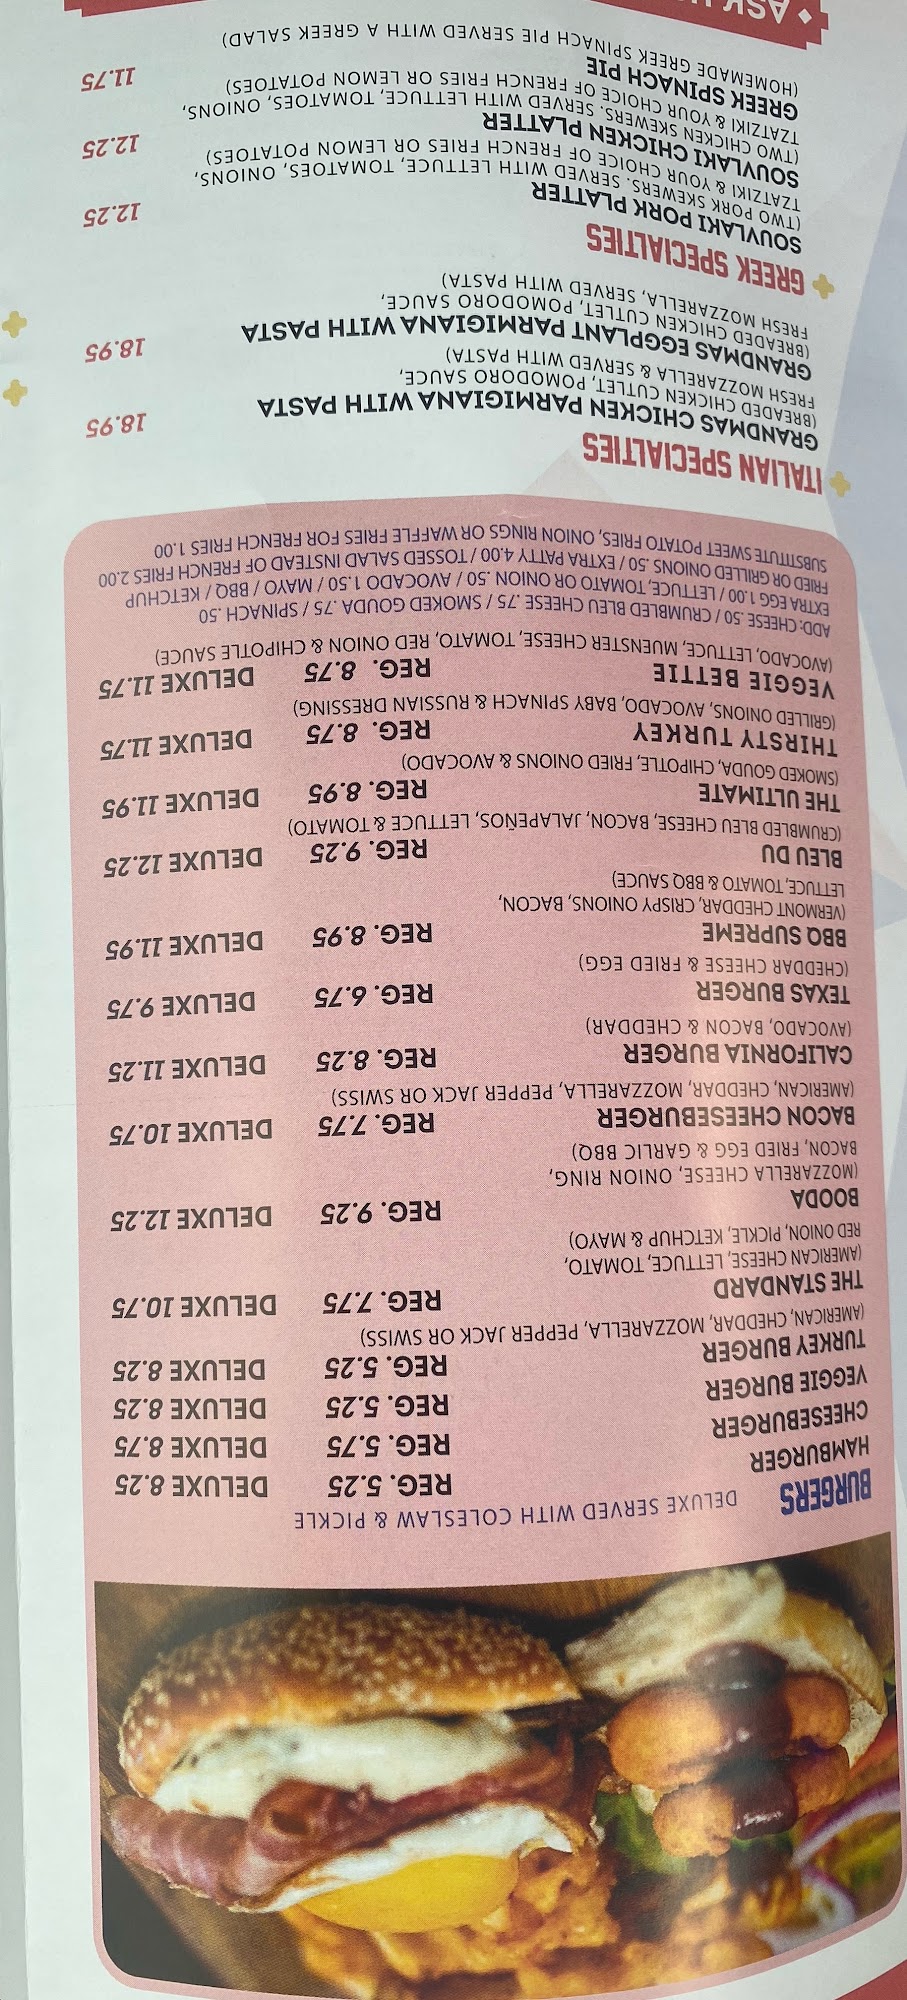 BURGERS DELUXE SERVED WITH COLESLAW & PICKLE
HAMBURGER REG. 5.25 DELUXE 8.25
CHEESEBURGER REG. 5.75 DELUXE 8.75
VEGGIE BURGER REG. 5.25 DELUXE 8.25
TURKEY BURGER REG. 5.25 DELUXE 8.25
(AMERICAN, CHEDDAR, MOZZARELLA, PEPPER JACK OR SWISS)
THE STANDARD REG. 7.75 DELUXE 10.75
(AMERICAN CHEESE, LETTUCE, TOMATO,
RED ONION, PICKLE, KETCHUP & MAYO)
BOODA REG. 9.25 DELUXE 12.25
(MOZZARELLA CHEESE, ONION RING,
BACON, FRIED EGG & GARLIC BBQ)
BACON CHEESEBURGER REG. 7.75 DELUXE 10.75
(AMERICAN, CHEDDAR, MOZZARELLA, PEPPER JACK OR SWISS)
CALIFORNIA BURGER REG. 8.25 DELUXE 11.25
(AVOCADO, BACON & CHEDDAR)
TEXAS BURGER REG. 6.75 DELUXE 9.75
(CHEDDAR CHEESE & FRIED EGG)
BBQ SUPREME REG. 8.95 DELUXE 11.95
(VERMONT CHEDDAR, CRISPY ONIONS, BACON,
LETTUCE, TOMATO & BBQ SAUCE)
BLEU DU REG. 9.25 DELUXE 12.25
(CRUMBLED BLEU CHEESE, BACON, JALAPEÑOS, LETTUCE & TOMATO)
THE ULTIMATE REG. 8.95 DELUXE 11.95
(SMOKED GOUDA, CHIPOTLE, FRIED ONIONS & AVOCADO)
THIRSTY TURKEY REG. 8.75 DELUXE 11.75
(GRILLED ONIONS, AVOCADO, BABY SPINACH & RUSSIAN DRESSING)
VEGGIE BETTIE REG. 8.75 DELUXE 11.75
(AVOCADO, LETTUCE, MUENSTER CHEESE, TOMATO, RED ONION & CHIPOTLE SAUCE)
ADD: CHEESE .50 / CRUMBLED BLEU CHEESE .75 / SMOKED GOUDA .75 / SPINACH .50
EXTRA EGG 1.00 / LETTUCE, TOMATO OR ONION .50 / AVOCADO 1.50 / MAYO / BBQ / KETCHUP
FRIED OR GRILLED ONIONS .50 / EXTRA PATTY 4.00 / TOSSED SALAD INSTEAD OF FRENCH FRIES 2.00
SUBSTITUTE SWEET POTATO FRIES, ONION RINGS OR WAFFLE FRIES FOR FRENCH FRIES 1.00
ITALIAN SPECIALTIES
GRANDMAS CHICKEN PARMIGIANA WITH PASTA 18.95
(BREADED CHICKEN CUTLET, POMODORO SAUCE,
FRESH MOZZARELLA & SERVED WITH PASTA)
GRANDMAS EGGPLANT PARMIGIANA WITH PASTA 18.95
(BREADED CHICKEN CUTLET, POMODORO SAUCE,
FRESH MOZZARELLA, SERVED WITH PASTA)
GREEK SPECIALTIES
SOUVLAKI PORK PLATTER 12.25
(TWO PORK SKEWERS. SERVED WITH LETTUCE, TOMATOES, ONIONS,
TZATZIKI & YOUR CHOICE OF FRENCH FRIES OR LEMON POTATOES)
SOUVLAKI CHICKEN PLATTER 12.25
(TWO CHICKEN SKEWERS. SERVED WITH LETTUCE, TOMATOES, ONIONS,
TZATZIKI & YOUR CHOICE OF FRENCH FRIES OR LEMON POTATOES)
GREEK SPINACH PIE 11.75
(HOMEMADE GREEK SPINACH PIE SERVED WITH A GREEK SALAD)
ASK